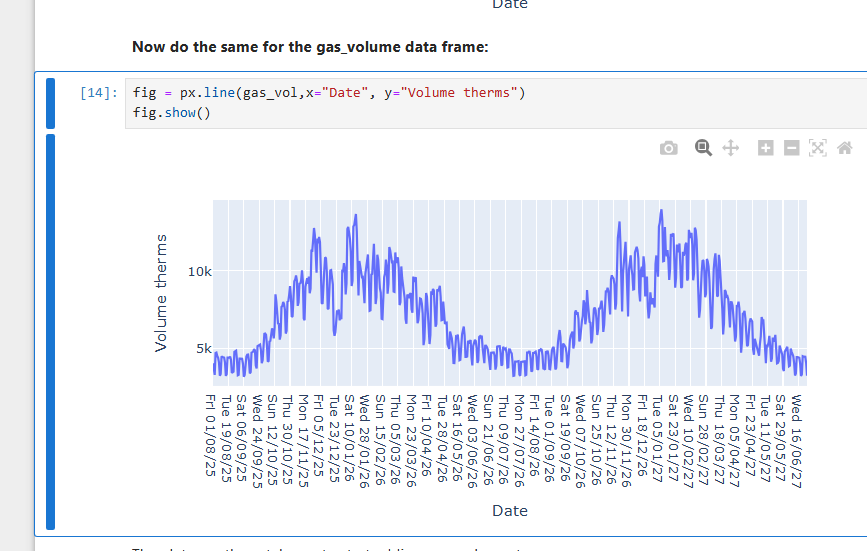 Date
Now do the same for the gas_volume data frame:
[14]: fig = px.line(gas_vol,x="Date", y="Volume therms")
fig.show()
Volume therms
10k
5k
Fri 01/08/25
Tue 19/08/25
Sat 06/09/25
Wed 24/09/25
Sun 12/10/25
Thu 30/10/25
Mon 17/11/25
Fri 05/12/25
Tue 23/12/25
Sat 10/01/26
Wed 28/01/26
Sun 15/02/26
Thu 05/03/26
Mon 23/03/26
Fri 10/04/26
Tue 28/04/26
Sat 16/05/26
Wed 03/06/26
Sun 21/06/26
Thu 09/07/26
Mon 27/07/26
Fri 14/08/26
Tue 01/09/26
Sat 19/09/26
Wed 07/10/26
Sun 25/10/26
Thu 12/11/26
Mon 30/11/26
Fri 18/12/26
Tue 05/01/27
Sat 23/01/27
Wed 10/02/27
Sun 28/02/27
Thu 18/03/27
Mon 05/04/27
Fri 23/04/27
Tue 11/05/27
Sat 29/05/27
Wed 16/06/27
Date